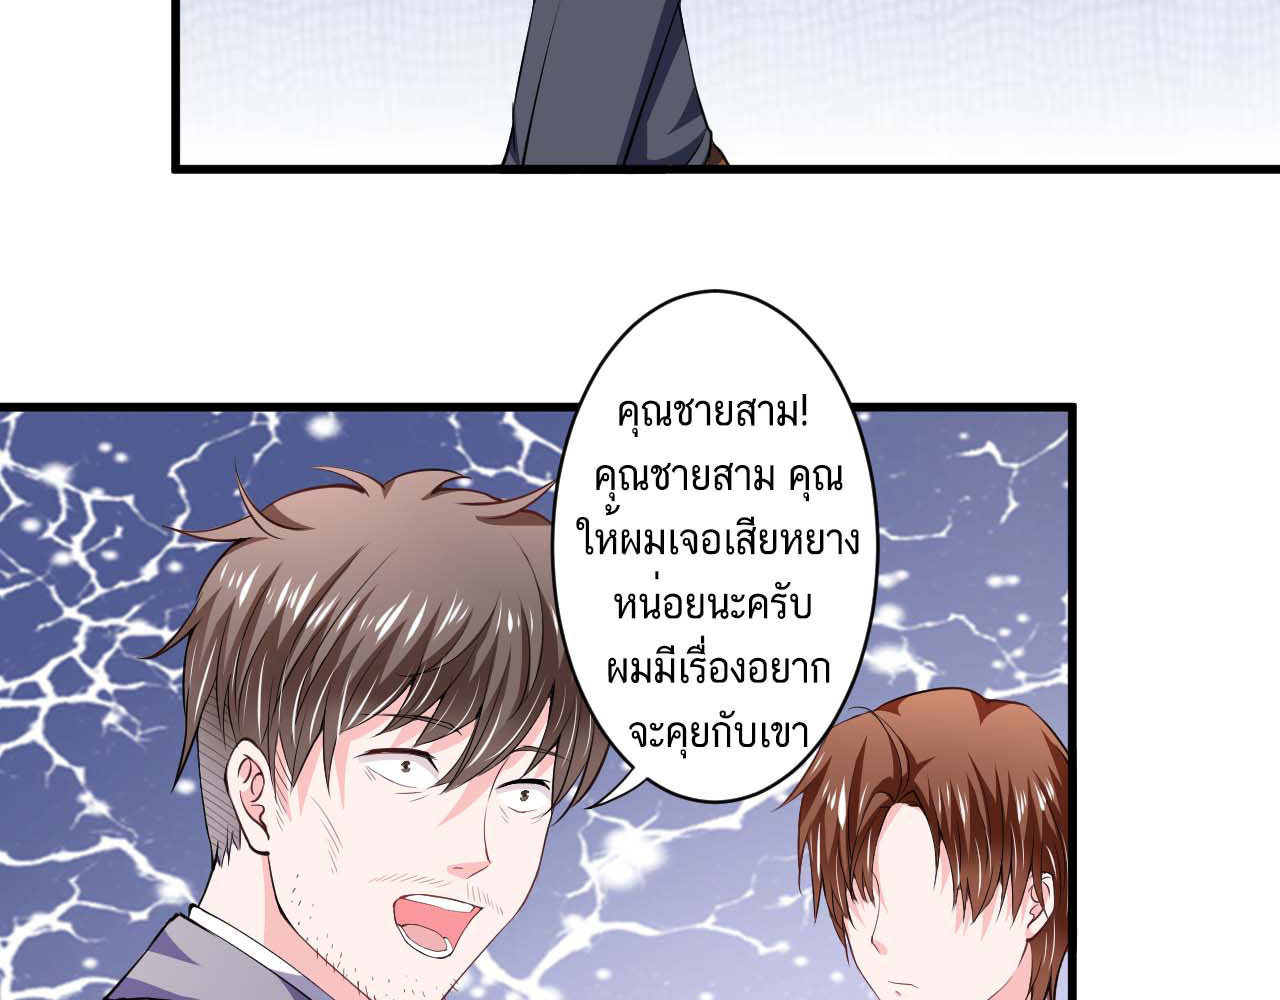 คุณชายสาม!
คุณชายสาม คุณ
ให้ผมเจอเสียหยาง
หน่อยนะครับ
ผมมีเรื่องอยาก
จะคุยกับเขา